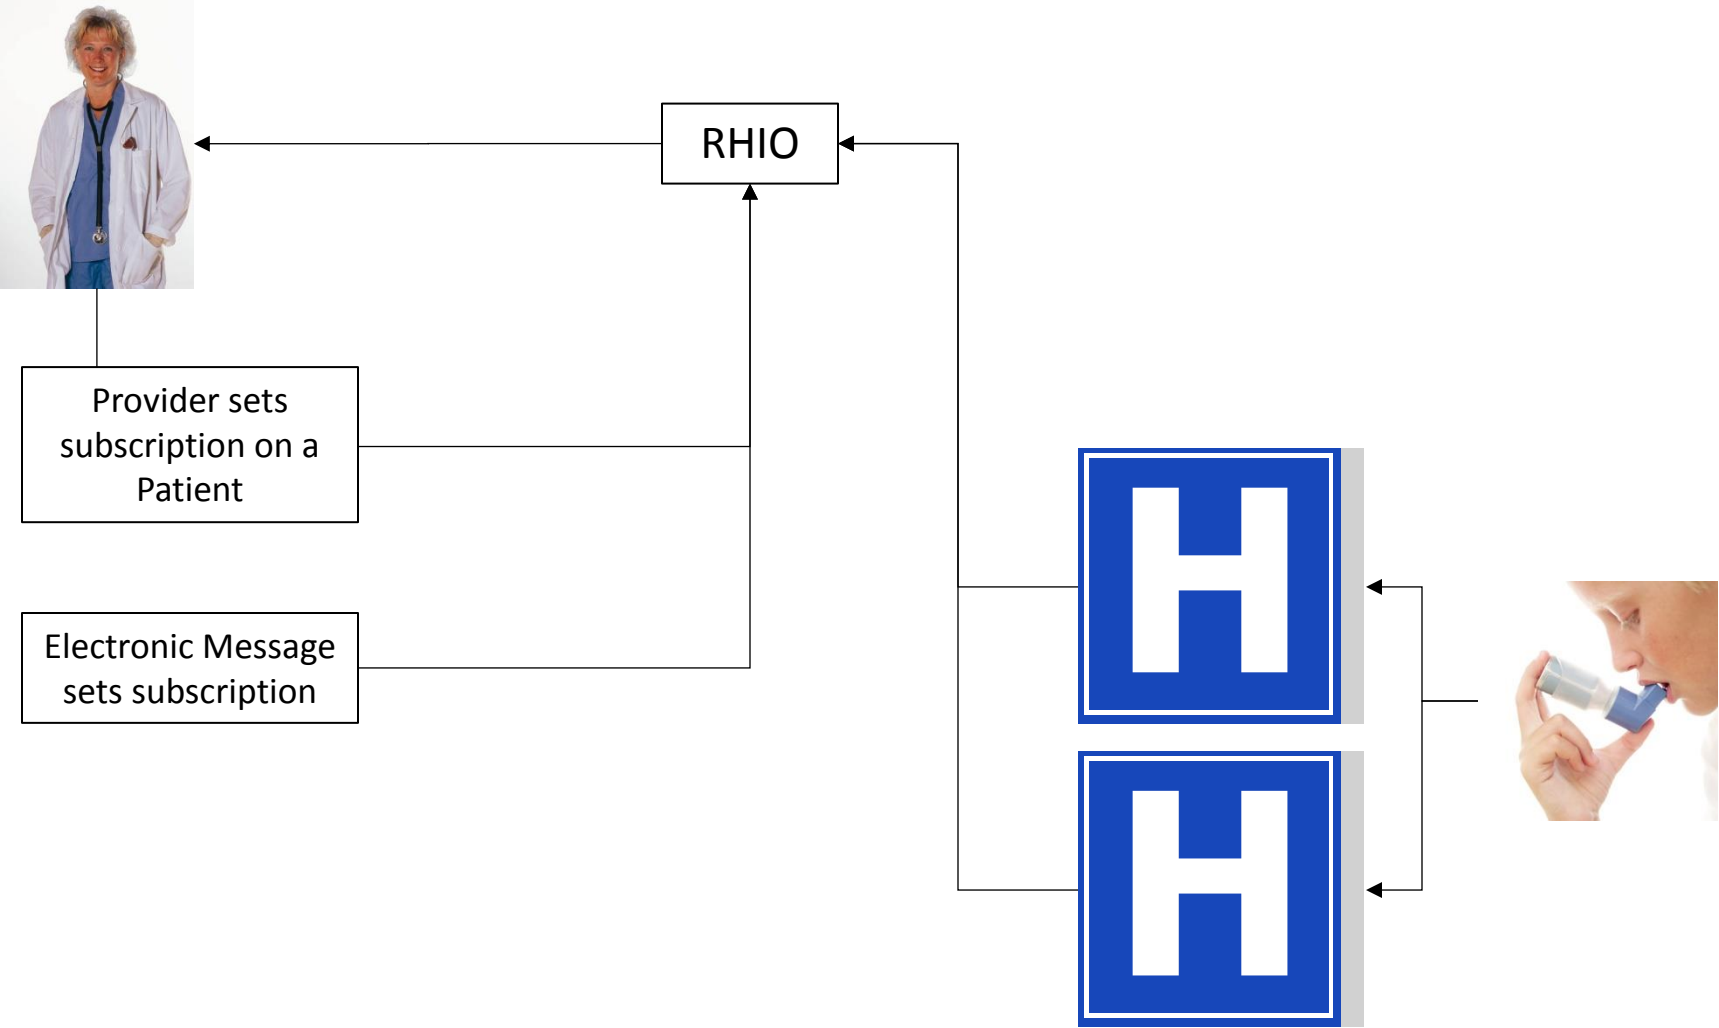 RHIO
Provider sets
subscription on a
Patient
Electronic Message
sets subscription
H
H